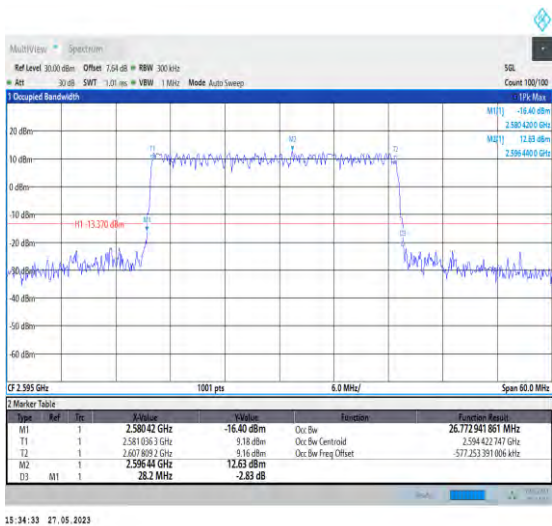 MultiView Spectrum
Ref Level 30.00 dBm Offset 7.64 dB RBW 300 kHz SGL
Att 30 dB SWT 1.01 ms VBW 1 MHz Mode Auto Sweep Count 100/100
1 Occupied Bandwidth 1Pk Max
M1[1] -16.40 dBm
2.580 420 0 GHz
20 dBm M2[1] 12.63 dBm
2.596 440 0 GHz
T1 M2 T2
10 dBm
0 dBm
-10 dBm
M1
H1 -13.370 dBm
-20 dBm D3
-30 dBm
-40 dBm
-50 dBm
-60 dBm
CF 2.595 GHz 1001 pts 6.0 MHz/ Span 60.0 MHz
2 Marker Table
Type Ref Trc X-Value Y-Value Function Function Result
M1 1 2.580 42 GHz -16.40 dBm Occ Bw 26.772 941 861 MHz
T1 1 2.581 036 3 GHz 9.18 dBm Occ Bw Centroid 2.594 422 747 GHz
T2 1 2.607 809 2 GHz 9.16 dBm Occ Bw Freq Offset -577.253 391 006 kHz
M2 1 2.596 44 GHz 12.63 dBm
D3 M1 1 28.2 MHz -2.83 dB
15:34:33 27.05.2023